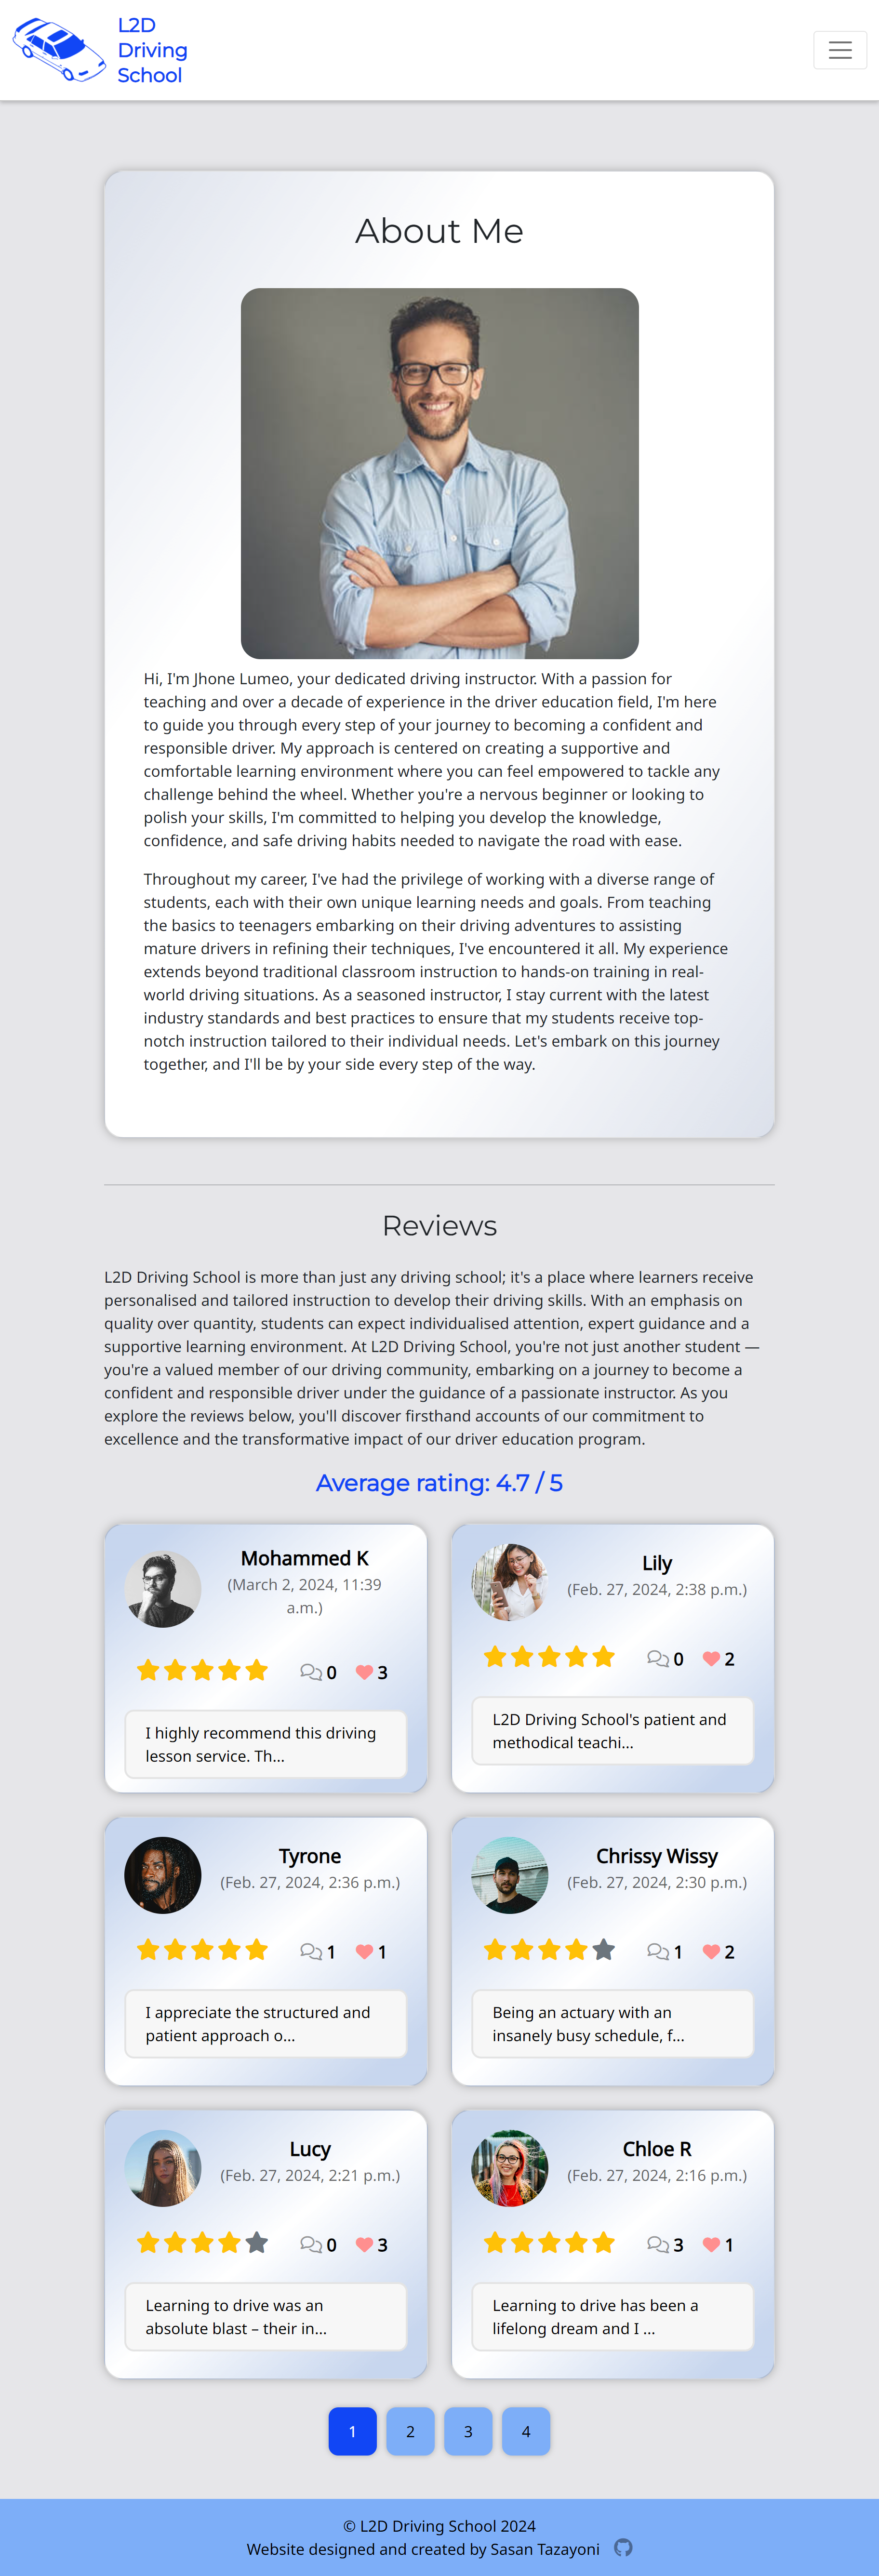 L2D
Driving
School
About Me
Hi, I'm Jhone Lumeo, your dedicated driving instructor. With a passion for
teaching and over a decade of experience in the driver education field, I'm here
to guide you through every step of your journey to becoming a confident and
responsible driver. My approach is centered on creating a supportive and
comfortable learning environment where you can feel empowered to tackle any
challenge behind the wheel. Whether you're a nervous beginner or looking to
polish your skills, I'm committed to helping you develop the knowledge,
confidence, and safe driving habits needed to navigate the road with ease.
Throughout my career, I've had the privilege of working with a diverse range of
students, each with their own unique learning needs and goals. From teaching
the basics to teenagers embarking on their driving adventures to assisting
mature drivers in refining their techniques, I've encountered it all. My experience
extends beyond traditional classroom instruction to hands-on training in real-
world driving situations. As a seasoned instructor, I stay current with the latest
industry standards and best practices to ensure that my students receive top-
notch instruction tailored to their individual needs. Let's embark on this journey
together, and I'll be by your side every step of the way.
Reviews
L2D Driving School is more than just any driving school; it's a place where learners receive
personalised and tailored instruction to develop their driving skills. With an emphasis on
quality over quantity, students can expect individualised attention, expert guidance and a
supportive learning environment. At L2D Driving School, you're not just another student —
you're a valued member of our driving community, embarking on a journey to become a
confident and responsible driver under the guidance of a passionate instructor. As you
explore the reviews below, you'll discover firsthand accounts of our commitment to
excellence and the transformative impact of our driver education program.
Average rating: 4.7 / 5
Mohammed K
(March 2, 2024, 11:39
a.m.)
0 3
I highly recommend this driving
lesson service. Th...
Lily
(Feb. 27, 2024, 2:38 p.m.)
0 2
L2D Driving School's patient and
methodical teachi...
Tyrone
(Feb. 27, 2024, 2:36 p.m.)
1 1
I appreciate the structured and
patient approach o...
Chrissy Wissy
(Feb. 27, 2024, 2:30 p.m.)
1 2
Being an actuary with an
insanely busy schedule, f...
Lucy
(Feb. 27, 2024, 2:21 p.m.)
0 3
Learning to drive was an
absolute blast – their in...
Chloe R
(Feb. 27, 2024, 2:16 p.m.)
3 1
Learning to drive has been a
lifelong dream and I ...
1 2 3 4
© L2D Driving School 2024
Website designed and created by Sasan Tazayoni